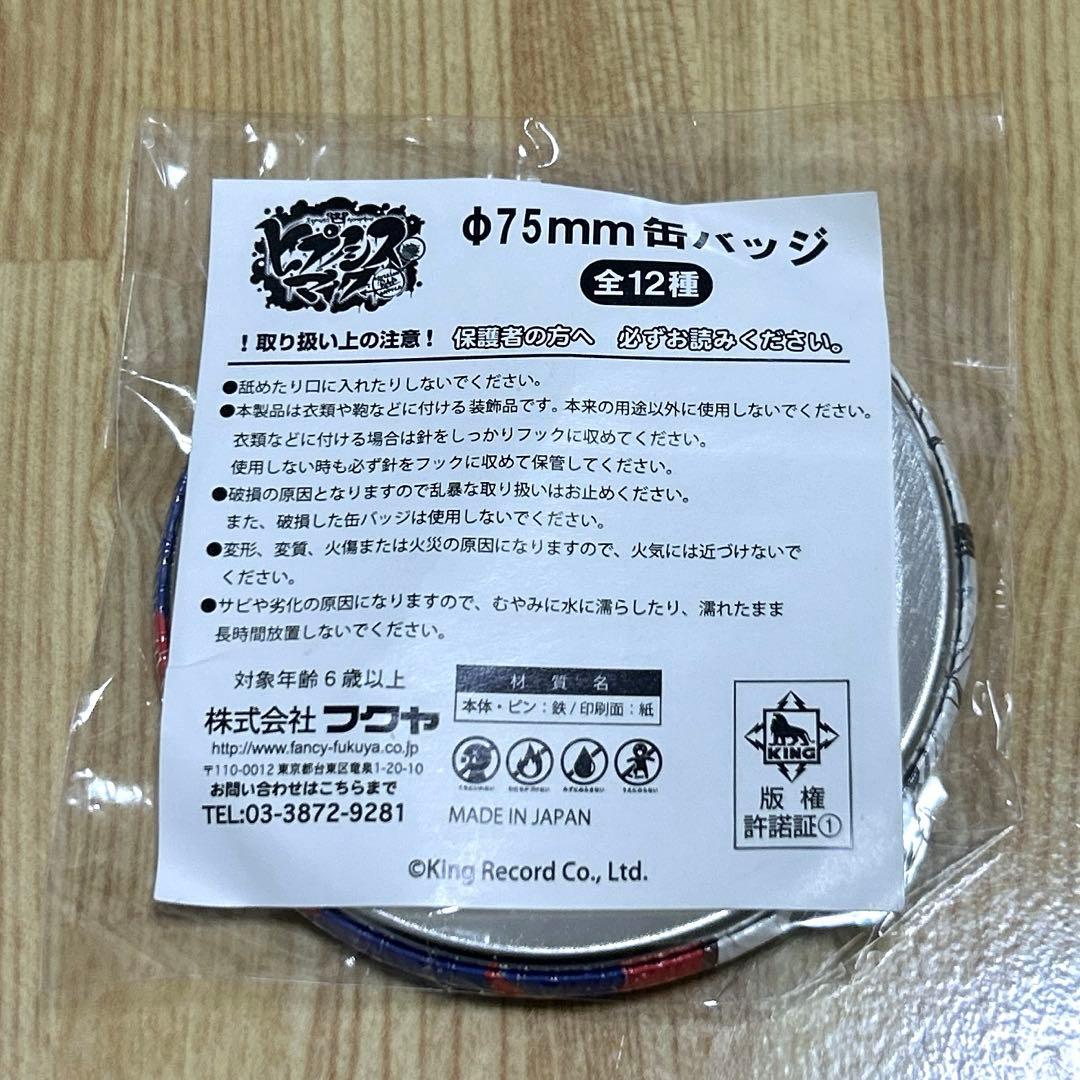 ヒプノシス
マイク
Φ75mm缶バッジ
全12種
！取り扱い上の注意！ 保護者の方へ 必ずお読みください。
●舐めたり口に入れたりしないでください。
●本製品は衣類や鞄などに付ける装飾品です。本来の用途以外に使用しないでください。
衣類などに付ける場合は針をしっかりフックに収めてください。
使用しない時も必ず針をフックに収めて保管してください。
●破損の原因となりますので乱暴な取り扱いはお止めください。
また、破損した缶バッジは使用しないでください。
●変形、変質、火傷または火災の原因になりますので、火気には近づけないで
ください。
●サビや劣化の原因になりますので、むやみに水に濡らしたり、濡れたまま
長時間放置しないでください。
対象年齢6歳以上
株式会社フクヤ
http://www.fancy-fukuya.co.jp
〒110-0012 東京都台東区竜泉1-20-10
お問い合わせはこちらまで
TEL:03-3872-9281
材質名
本体・ピン：鉄/印刷面：紙
MADE IN JAPAN
KING
版権
許諾証①
©King Record Co., Ltd.